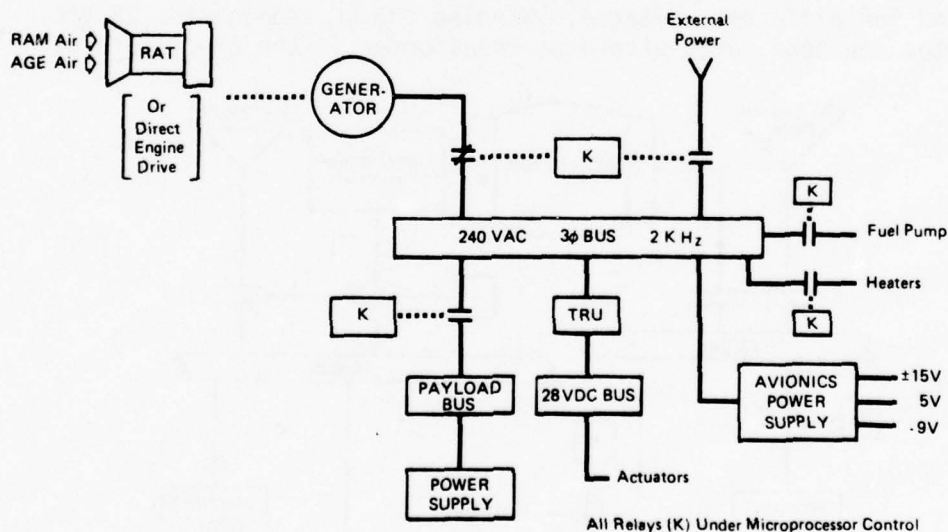 External
Power
RAM Air
AGE Air
RAT
GENER-
ATOR
Or
Direct
Engine
Drive
K
K
240 VAC 3ϕ BUS 2 K Hz
Fuel Pump
Heaters
K
K
TRU
PAYLOAD
BUS
28VDC BUS
AVIONICS
POWER
SUPPLY
±15V
5V
-9V
POWER
SUPPLY
Actuators
All Relays (K) Under Microprocessor Control